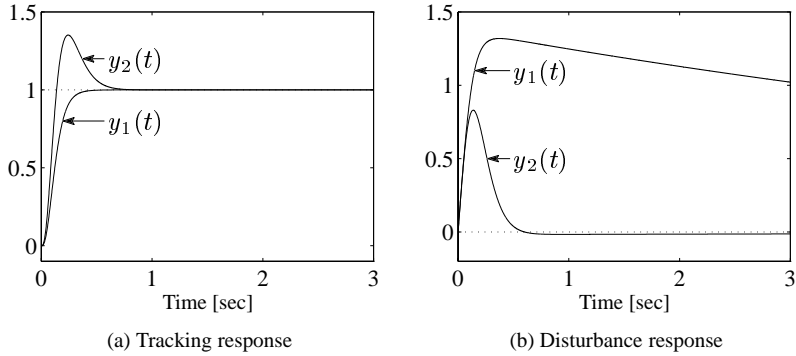 1.5
y₂(t)
1
y₁(t)
0.5
0
0
1
2
3
Time [sec]
(a) Tracking response
1.5
y₁(t)
1
0.5
y₂(t)
0
0
1
2
3
Time [sec]
(b) Disturbance response